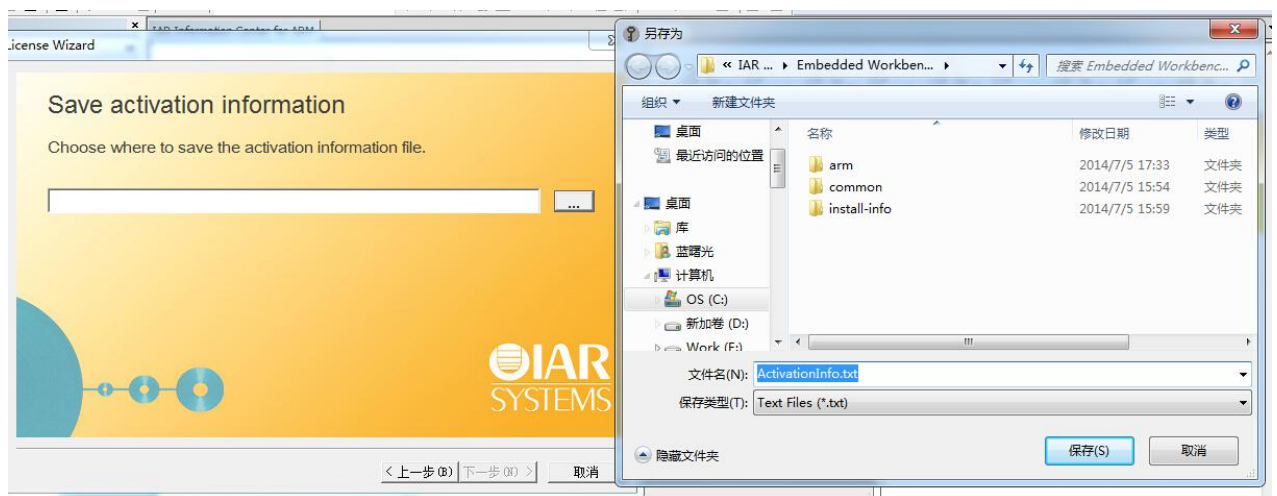 IAR Information Center for ARM
License Wizard
Save activation information
Choose where to save the activation information file.
...
IAR
SYSTEMS
< 上一步(B)
下一步(N) >
取消
另存为
« IAR ... ▸ Embedded Workben... ▸
搜索 Embedded Workbenc...
组织
新建文件夹
桌面
最近访问的位置
桌面
库
蓝曙光
计算机
OS (C:)
新加卷 (D:)
Work (E:)
名称 修改日期 类型
arm 2014/7/5 17:33 文件夹
common 2014/7/5 15:54 文件夹
install-info 2014/7/5 15:59 文件夹
文件名(N): ActivationInfo.txt
保存类型(T): Text Files (*.txt)
隐藏文件夹
保存(S)
取消